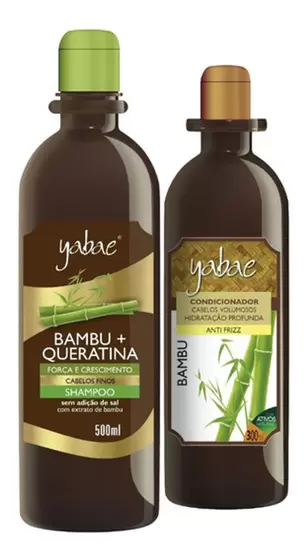 yabae
BAMBU +
QUERATINA
FORÇA E CRESCIMENTO
CABELOS FINOS
SHAMPOO
sem adição de sal
com extrato de bambu
500ml
yabae
CONDICIONADOR
CABELOS VOLUMOSOS
HIDRATAÇÃO PROFUNDA
ANTI FRIZZ
BAMBU
ATIVOS
300